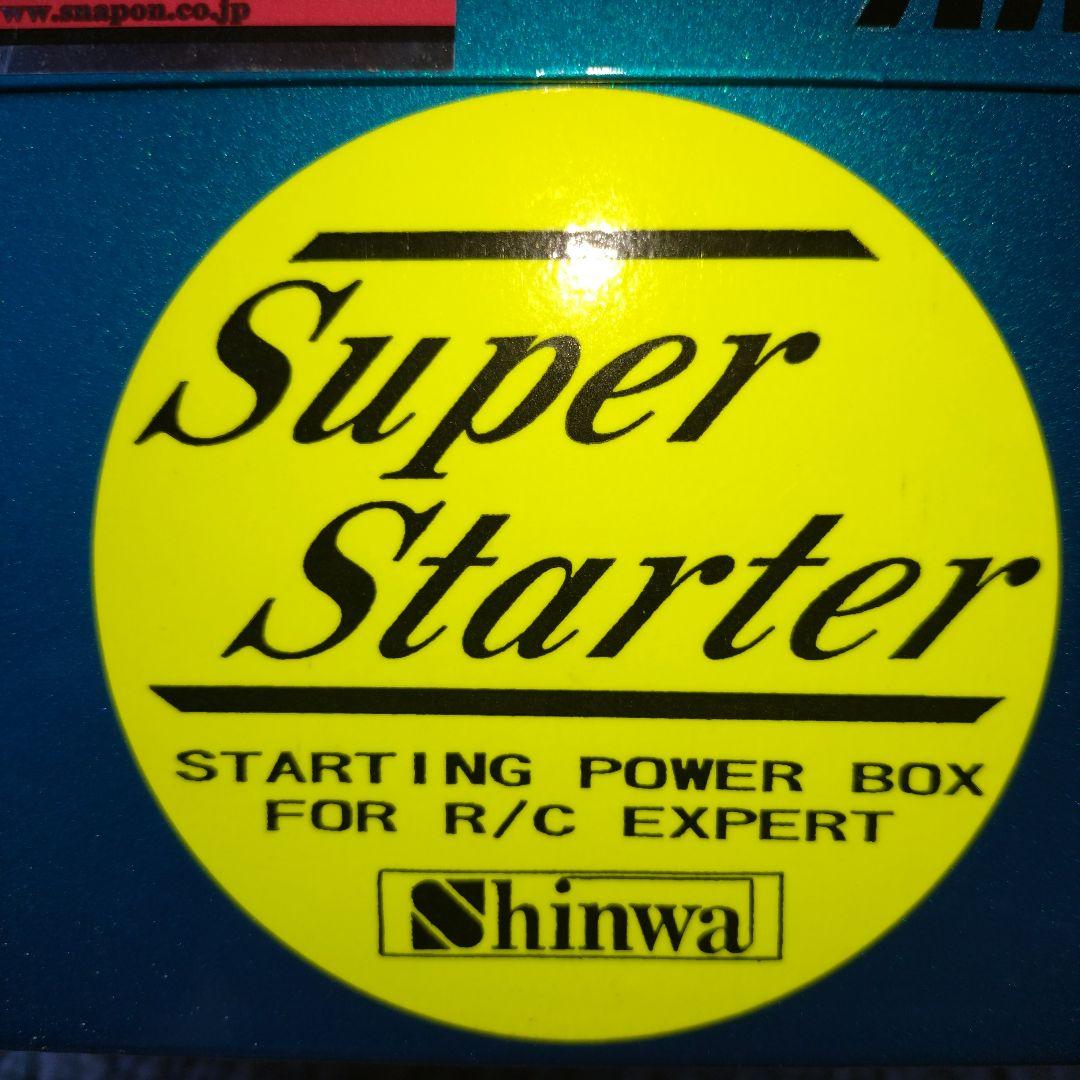 www.snapon.co.jp
Super
Starter
STARTING POWER BOX
FOR R/C EXPERT
Shinwa